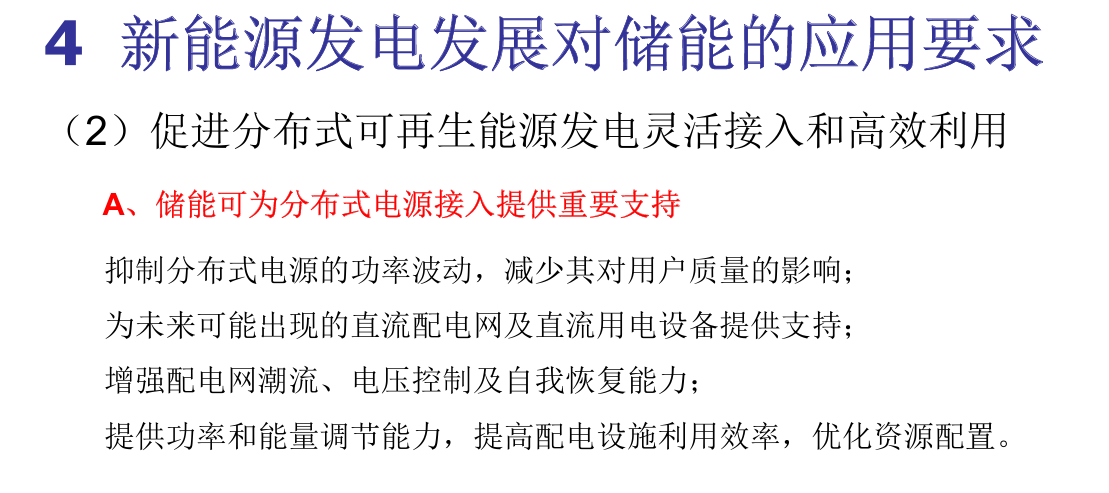 4 新能源发电发展对储能的应用要求
（2）促进分布式可再生能源发电灵活接入和高效利用
A、储能可为分布式电源接入提供重要支持
抑制分布式电源的功率波动，减少其对用户质量的影响；
为未来可能出现的直流配电网及直流用电设备提供支持；
增强配电网潮流、电压控制及自我恢复能力；
提供功率和能量调节能力，提高配电设施利用效率，优化资源配置。